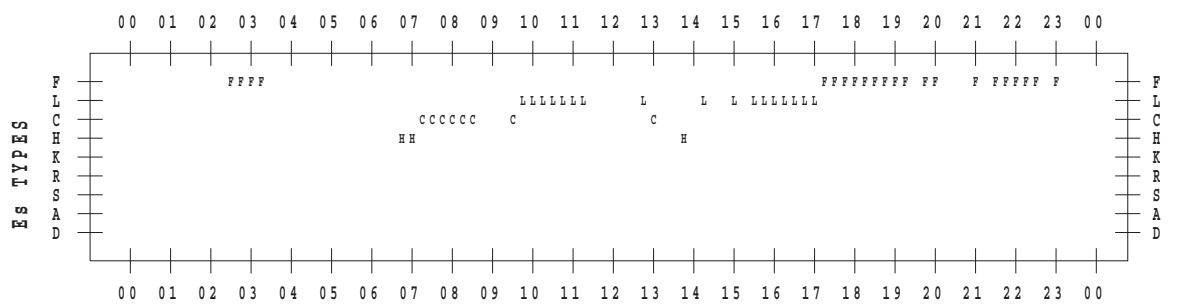 00 01 02 03 04 05 06 07 08 09 10 11 12 13 14 15 16 17 18 19 20 21 22 23 00
F FFFF FFFFFFFFF FF F FFFFF F F
L LLLLLLL L L L LLLLLLL L
C CCCCCC C C C
H HH H H
K K
R R
S S
A A
D D
Es TYPES
00 01 02 03 04 05 06 07 08 09 10 11 12 13 14 15 16 17 18 19 20 21 22 23 00